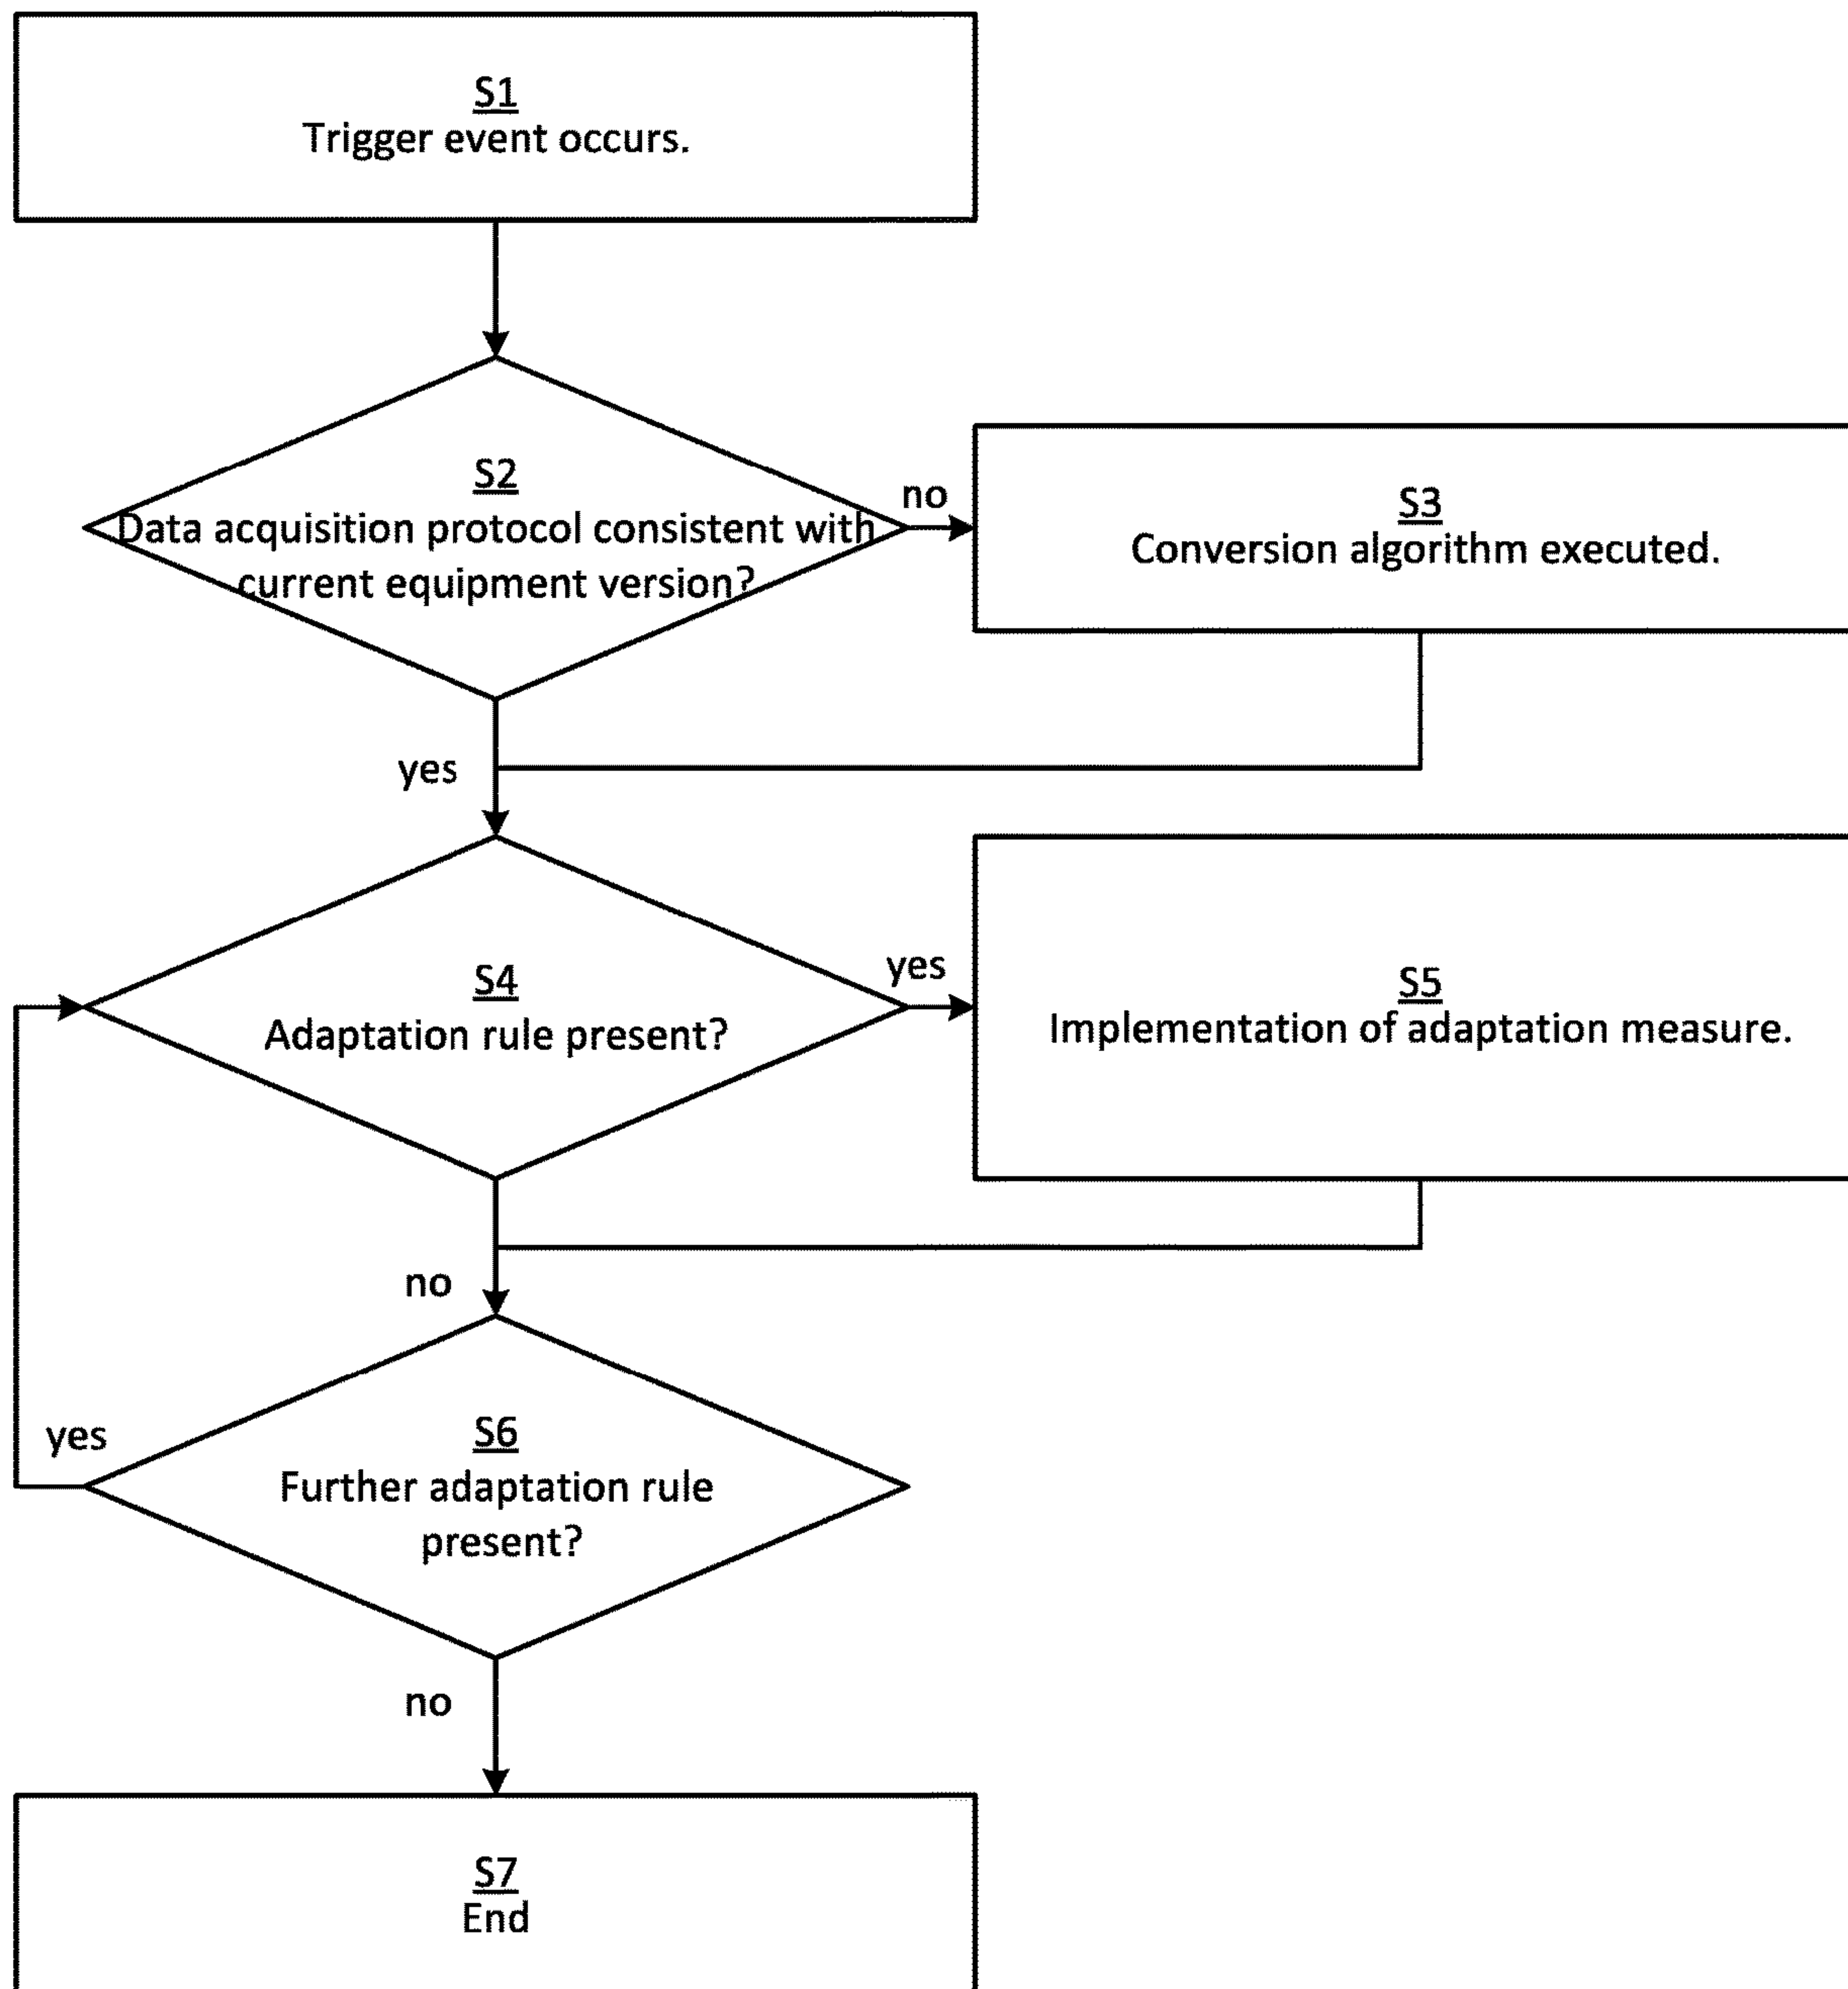 S1
Trigger event occurs.
S2
Data acquisition protocol consistent with
current equipment version?
no
S3
Conversion algorithm executed.
yes
S4
Adaptation rule present?
yes
S5
Implementation of adaptation measure.
no
S6
Further adaptation rule
present?
yes
no
S7
End